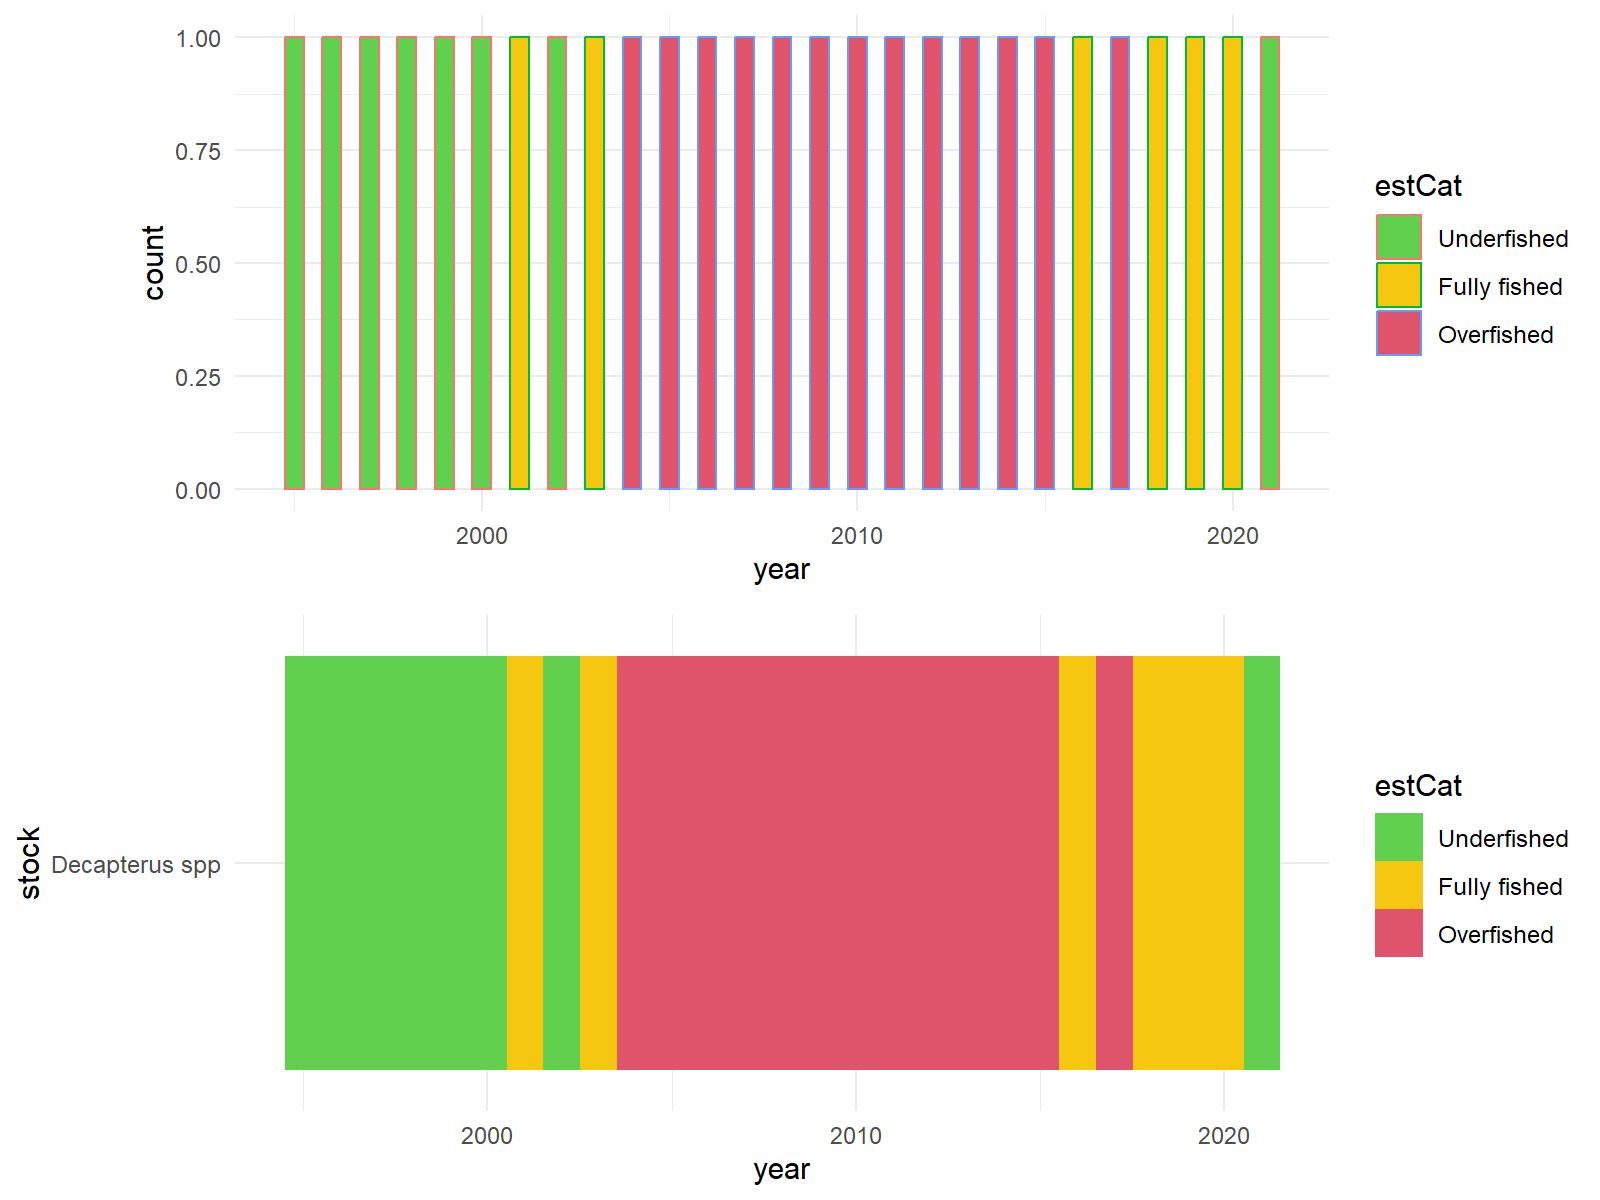 1.00
0.75
0.50
0.25
0.00
count
2000 2010 2020
year
estCat
Underfished
Fully fished
Overfished
stock
Decapterus spp
2000 2010 2020
year
estCat
Underfished
Fully fished
Overfished